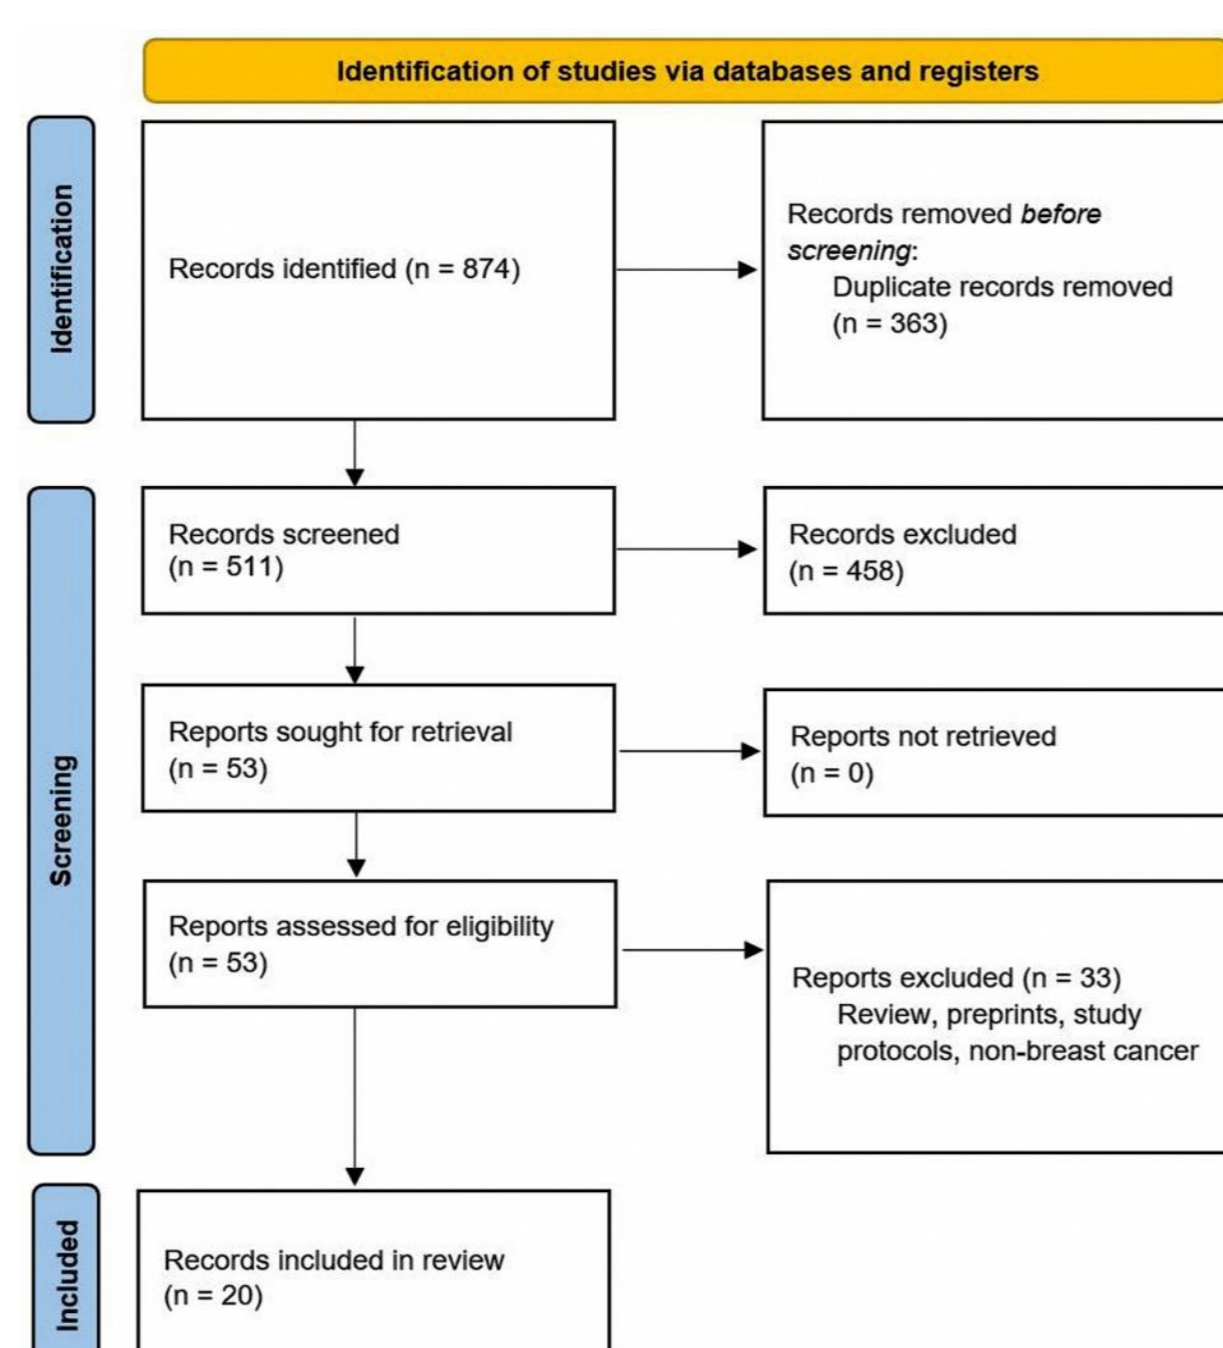 Identification of studies via databases and registers
Identification
Records identified (n = 874)
Records removed before
screening:
Duplicate records removed
(n = 363)
Screening
Records screened
(n = 511)
Records excluded
(n = 458)
Reports sought for retrieval
(n = 53)
Reports not retrieved
(n = 0)
Reports assessed for eligibility
(n = 53)
Reports excluded (n = 33)
Review, preprints, study
protocols, non-breast cancer
Included
Records included in review
(n = 20)